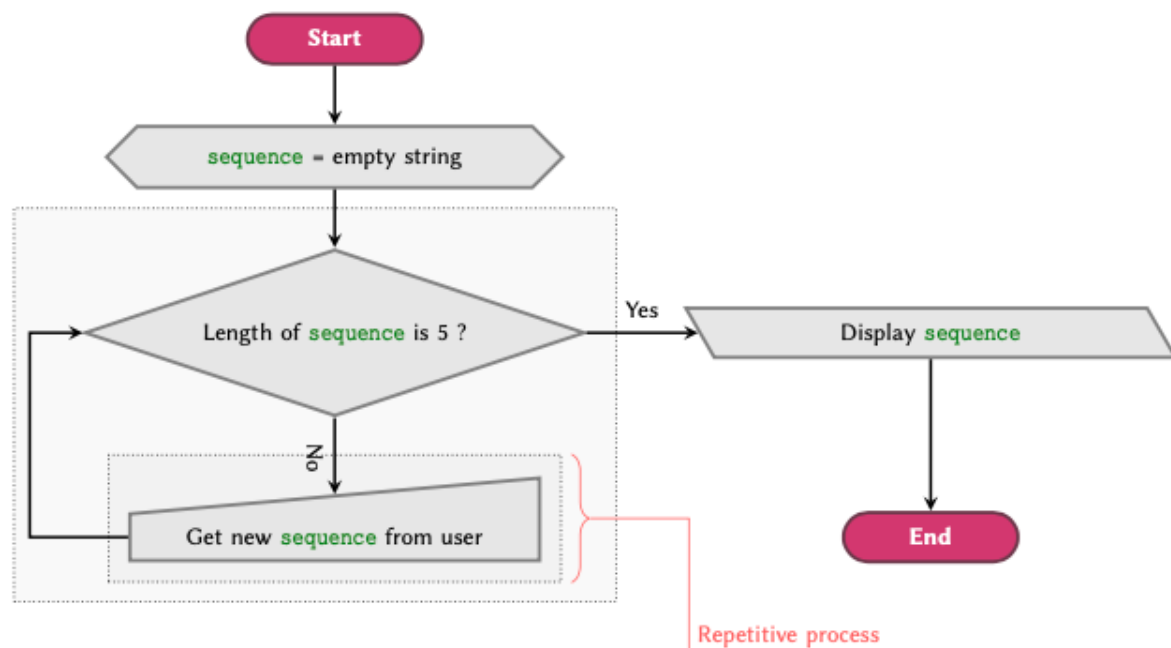 Start
sequence = empty string
Length of sequence is 5 ?
Yes
Display sequence
No
Get new sequence from user
End
Repetitive process